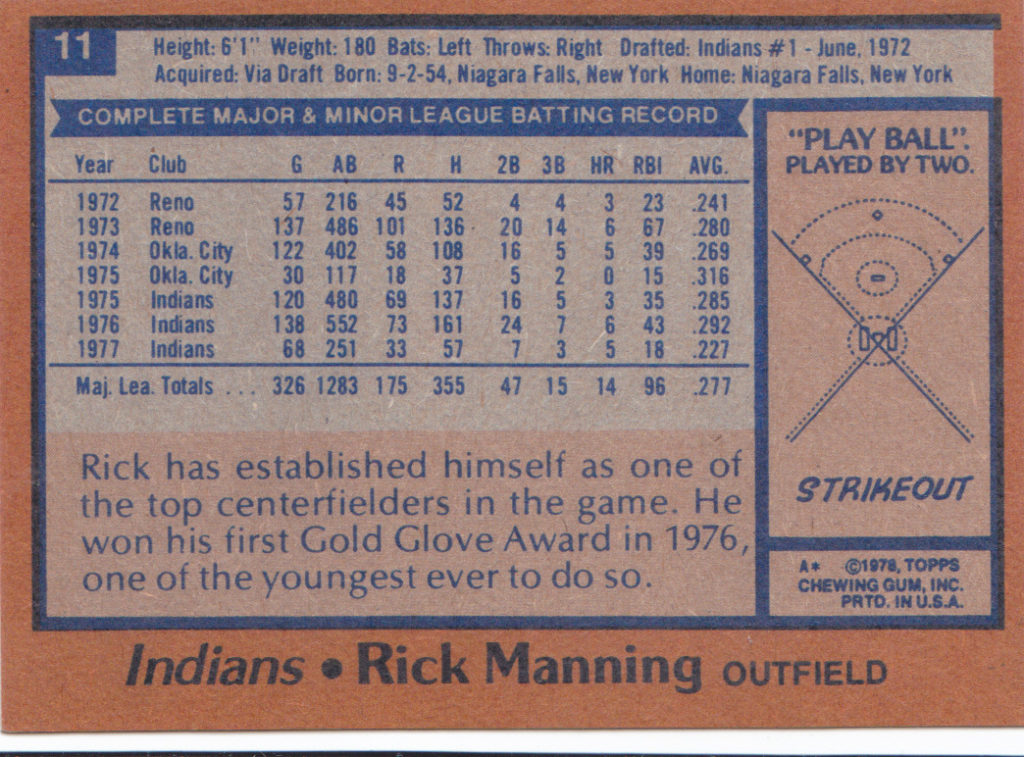 11
Height: 6'1" Weight: 180 Bats: Left Throws: Right Drafted: Indians #1 - June, 1972
Acquired: Via Draft Born: 9-2-54, Niagara Falls, New York Home: Niagara Falls, New York
COMPLETE MAJOR & MINOR LEAGUE BATTING RECORD
Year Club G AB R H 2B 3B HR RBI AVG.
1972 Reno 57 216 45 52 4 4 3 23 .241
1973 Reno 137 486 101 136 20 14 6 67 .280
1974 Okla. City 122 402 58 108 16 5 5 39 .269
1975 Okla. City 30 117 18 37 5 2 0 15 .316
1975 Indians 120 480 69 137 16 5 3 35 .285
1976 Indians 138 552 73 161 24 7 6 43 .292
1977 Indians 68 251 33 57 7 3 5 18 .227
Maj. Lea. Totals ... 326 1283 175 355 47 15 14 96 .277
Rick has established himself as one of
the top centerfielders in the game. He
won his first Gold Glove Award in 1976,
one of the youngest ever to do so.
"PLAY BALL".
PLAYED BY TWO.
STRIKEOUT
A* ©1978, TOPPS
CHEWING GUM, INC.
PRTD. IN U.S.A.
Indians • Rick Manning OUTFIELD